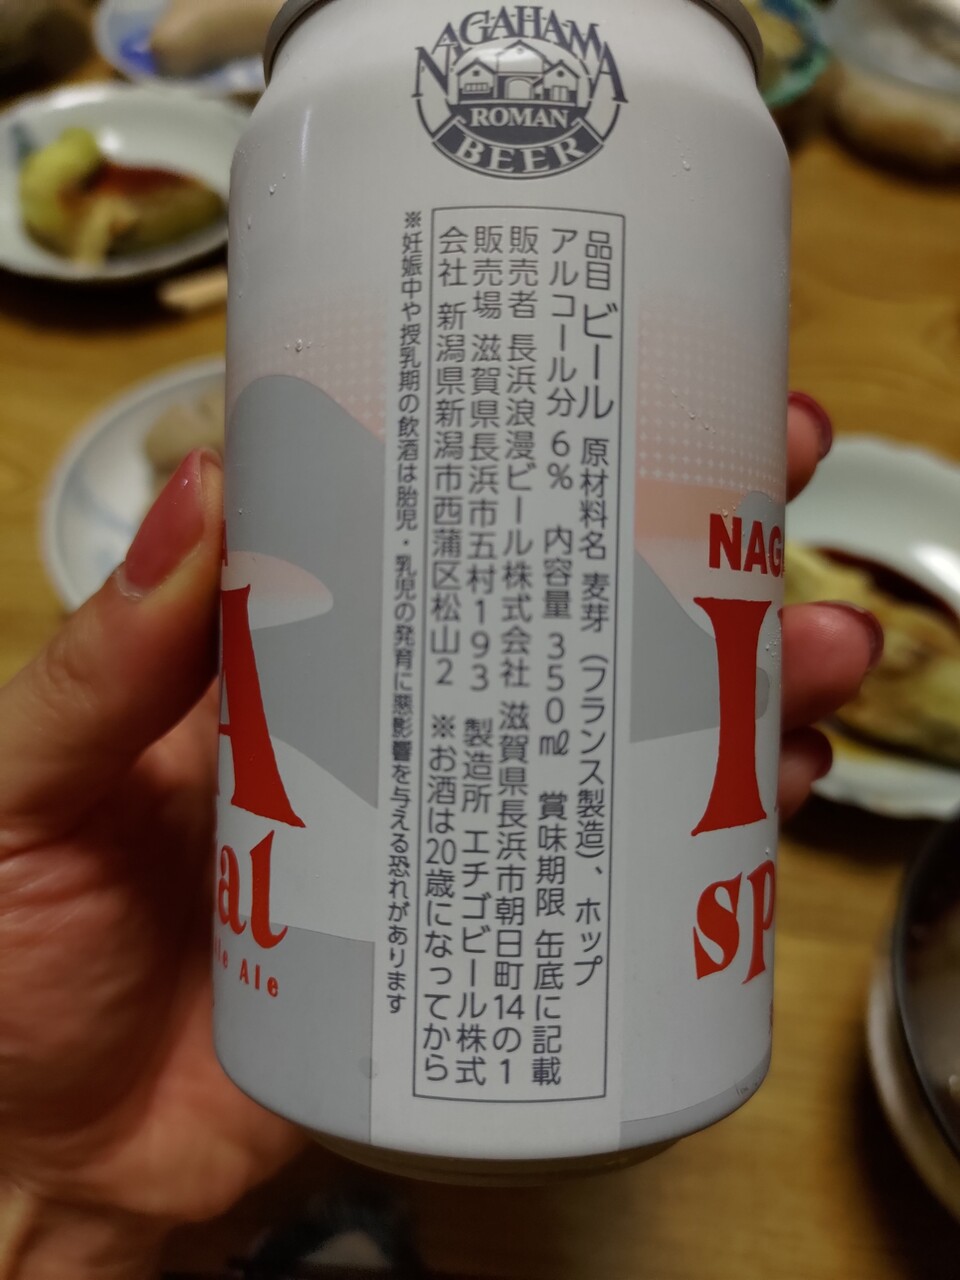 NAGAHAMA
ROMAN
BEER
品目 ビール 原材料名 麦芽（フランス製造）、ホップ
アルコール分 6% 内容量 350㎖ 賞味期限 缶底に記載
販売者 長浜浪漫ビール株式会社 滋賀県長浜市朝日町14の1
販売場 滋賀県長浜市五村193 製造所 エチゴビール株式
会社 新潟県新潟市西蒲区松山2 ※お酒は20歳になってから
※妊娠中や授乳期の飲酒は胎児・乳児の発育に悪影響を与える恐れがあります
A
A
ial
le Ale
NAG
I
sp